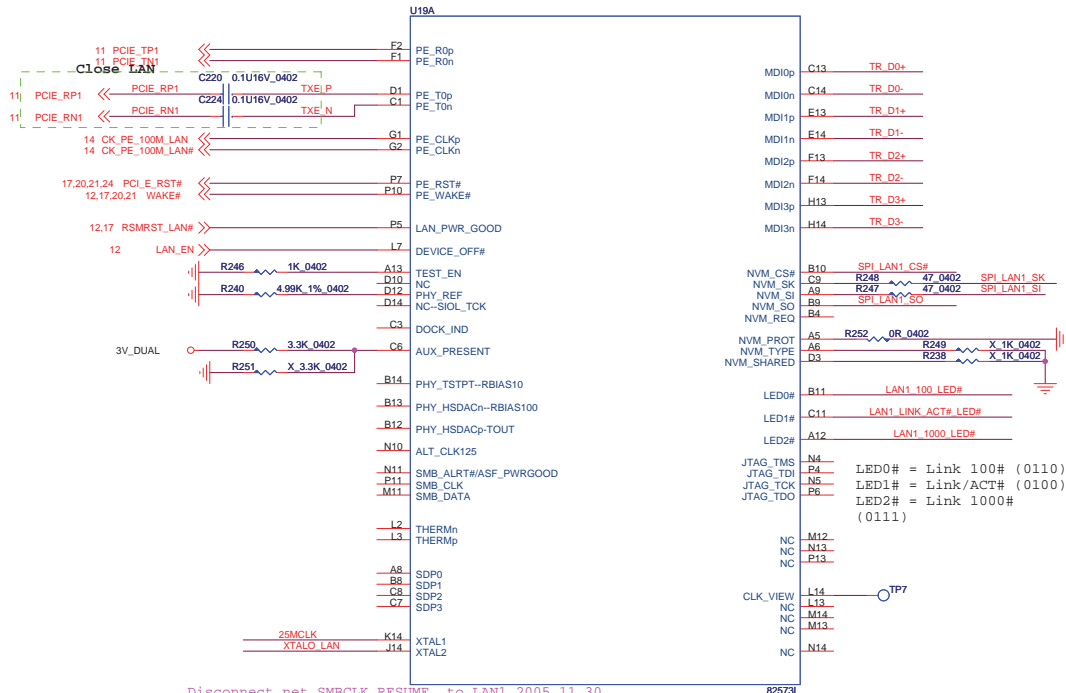 U19A
11 PCIE_TP1 F2 PE_R0p
11 PCIE_TN1 F1 PE_R0n
Close LAN
C220 0.1U16V_0402
11 PCIE_RP1 PCIE_RP1 TXE_P D1 PE_T0p
C224 0.1U16V_0402
11 PCIE_RN1 PCIE_RN1 TXE_N C1 PE_T0n
14 CK_PE_100M_LAN G1 PE_CLKp
14 CK_PE_100M_LAN# G2 PE_CLKn
17,20,21,24 PCI_E_RST# P7 PE_RST#
12,17,20,21 WAKE# P10 PE_WAKE#
12,17 RSMRST_LAN# P5 LAN_PWR_GOOD
12 LAN_EN L7 DEVICE_OFF#
R246 1K_0402 A13 TEST_EN
D10 NC
R240 4.99K_1%_0402 D12 PHY_REF
D14 NC--SIOL_TCK
C3 DOCK_IND
3V_DUAL R250 3.3K_0402 C6 AUX_PRESENT
R251 X_3.3K_0402
B14 PHY_TSTPT--RBIAS10
B13 PHY_HSDACn--RBIAS100
B12 PHY_HSDACp-TOUT
N10 ALT_CLK125
N11 SMB_ALRT#/ASF_PWRGOOD
P11 SMB_CLK
M11 SMB_DATA
L2 THERMn
L3 THERMp
A8 SDP0
B8 SDP1
C8 SDP2
C7 SDP3
25MCLK K14 XTAL1
XTALO_LAN J14 XTAL2
MDI0p C13 TR_D0+
MDI0n C14 TR_D0-
MDI1p E13 TR_D1+
MDI1n E14 TR_D1-
MDI2p F13 TR_D2+
MDI2n F14 TR_D2-
MDI3p H13 TR_D3+
MDI3n H14 TR_D3-
NVM_CS# B10 SPI_LAN1_CS#
NVM_SK C9 R248 47_0402 SPI_LAN1_SK
NVM_SI A9 R247 47_0402 SPI_LAN1_SI
NVM_SO B9 SPI_LAN1_SO
NVM_REQ B4
NVM_PROT A5 R252 0R_0402
NVM_TYPE A6 R249 X_1K_0402
NVM_SHARED D3 R238 X_1K_0402
LED0# B11 LAN1_100_LED#
LED1# C11 LAN1_LINK_ACT#_LED#
LED2# A12 LAN1_1000_LED#
JTAG_TMS N4
JTAG_TDI P4
JTAG_TCK N5
JTAG_TDO P6
LED0# = Link 100# (0110)
LED1# = Link/ACT# (0100)
LED2# = Link 1000#
(0111)
NC M12
NC N13
NC P13
CLK_VIEW L14 TP7
NC L13
NC M14
NC M13
NC N14
Disconnect net SMBCLK_RESUME to LAN1 2005.11.30
82573L